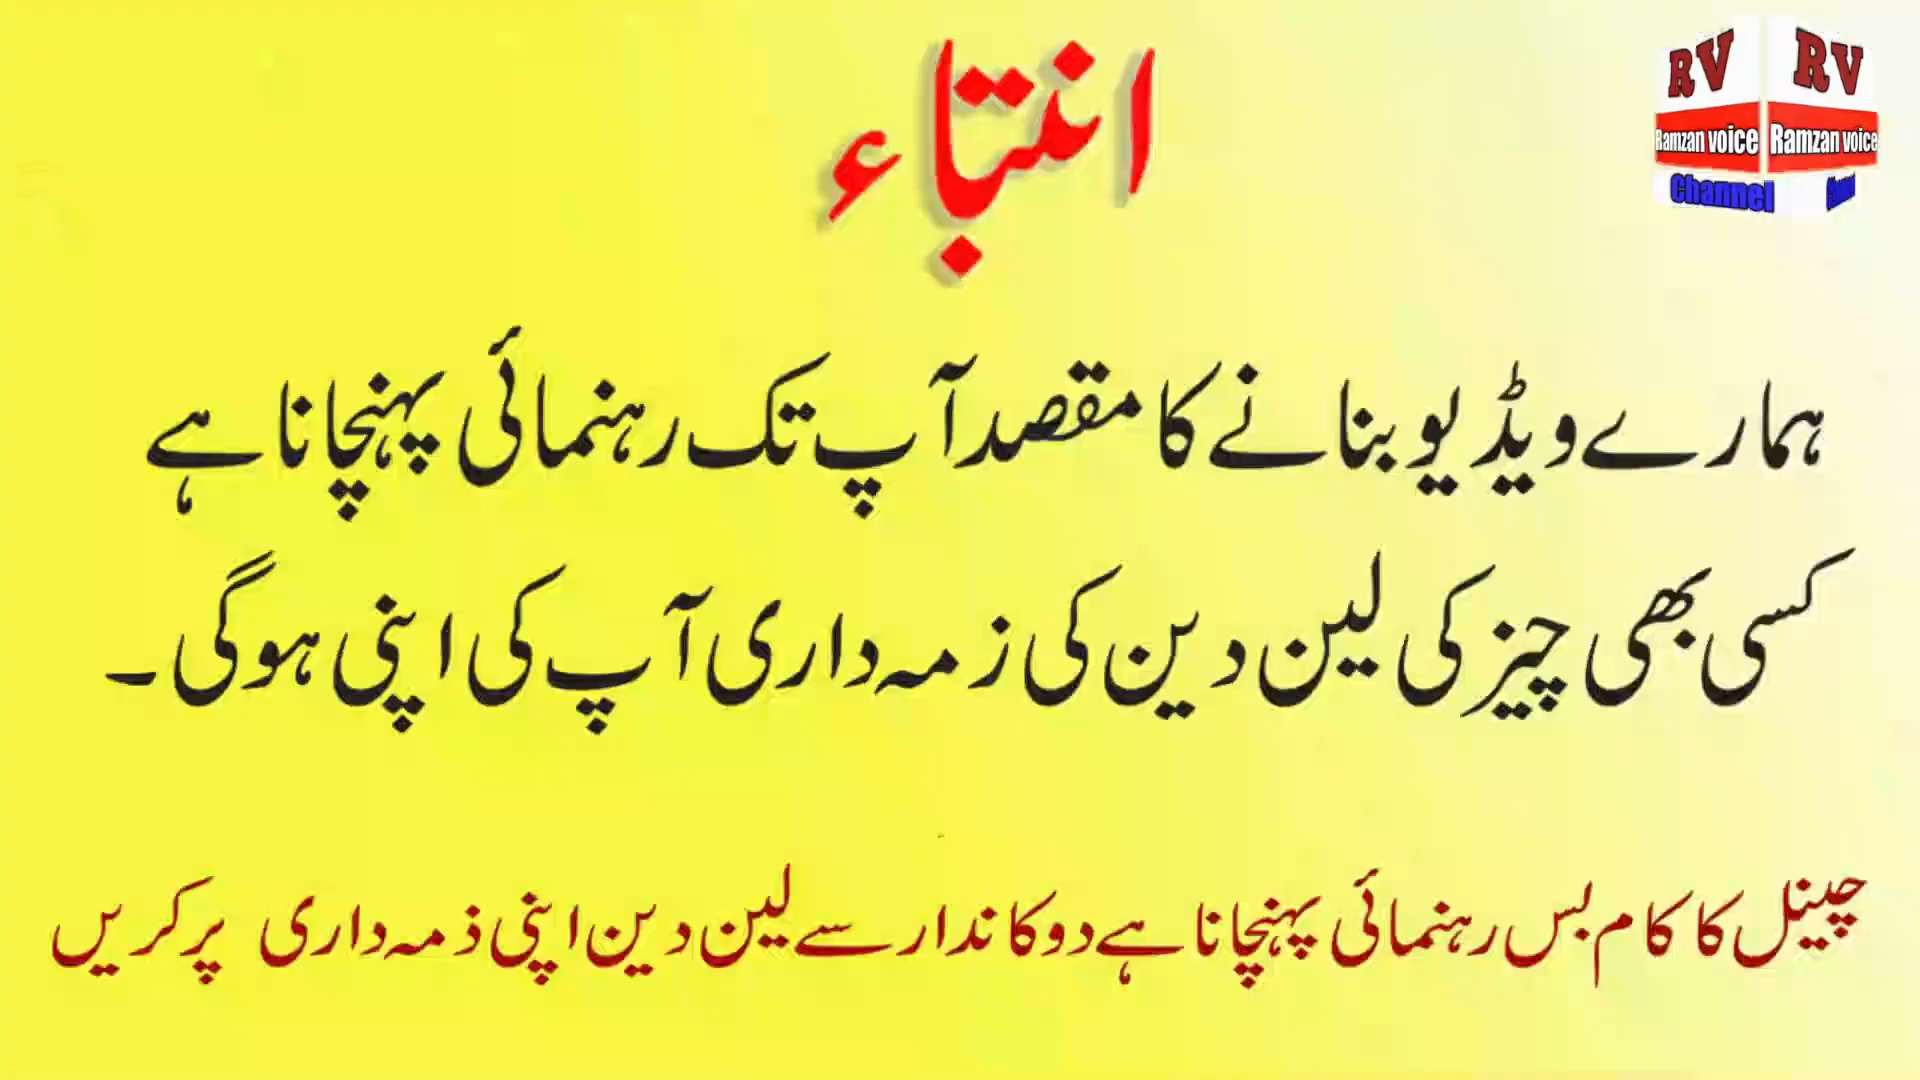 انتباء
RV RV
Ramzan voice Ramzan voice
Channel Channel
ہمارے ویڈیو بنانے کا مقصد آپ تک رہنمائی پہنچانا ہے
کسی بھی چیز کی لین دین کی زمہ داری آپ کی اپنی ہوگی۔
چینل کا کام بس رہنمائی پہنچانا ہے دوکاندار سے لین دین اپنی ذمہ داری پر کریں